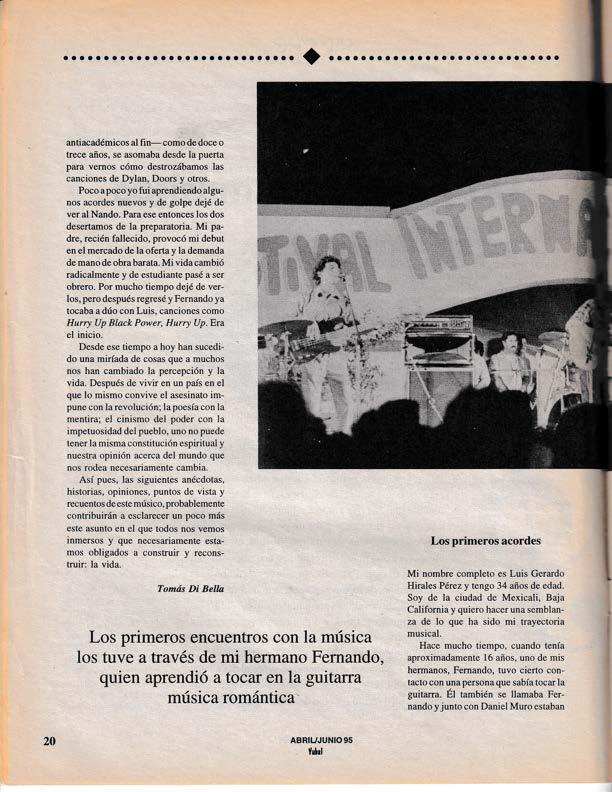 antiacadémicos al fin— como de doce o
trece años, se asomaba desde la puerta
para vernos cómo destrozábamos las
canciones de Dylan, Doors y otros.
Poco a poco yo fui aprendiendo algu-
nos acordes nuevos y de golpe dejé de
ver al Nando. Para ese entonces los dos
desertamos de la preparatoria. Mi pa-
dre, recién fallecido, provocó mi debut
en el mercado de la oferta y la demanda
de mano de obra barata. Mi vida cambió
radicalmente y de estudiante pasé a ser
obrero. Por mucho tiempo dejé de ver-
los, pero después regresé y Fernando ya
tocaba a dúo con Luis, canciones como
Hurry Up Black Power, Hurry Up. Era
el inicio.
Desde ese tiempo a hoy han sucedi-
do una miríada de cosas que a muchos
nos han cambiado la percepción y la
vida. Después de vivir en un país en el
que lo mismo convive el asesinato im-
pune con la revolución; la poesía con la
mentira; el cinismo del poder con la
impetuosidad del pueblo, uno no puede
tener la misma constitución espiritual y
nuestra opinión acerca del mundo que
nos rodea necesariamente cambia.
Así pues, las siguientes anécdotas,
historias, opiniones, puntos de vista y
recuentos de este músico, probablemente
contribuirán a esclarecer un poco más
este asunto en el que todos nos vemos
inmersos y que necesariamente esta-
mos obligados a construir y recons-
truir: la vida.
Tomás Di Bella
Los primeros encuentros con la música
los tuve a través de mi hermano Fernando,
quien aprendió a tocar en la guitarra
música romántica
STIVAL INTERNA
Los primeros acordes
Mi nombre completo es Luis Gerardo
Hirales Pérez y tengo 34 años de edad.
Soy de la ciudad de Mexicali, Baja
California y quiero hacer una semblan-
za de lo que ha sido mi trayectoria
musical.
Hace mucho tiempo, cuando tenía
aproximadamente 16 años, uno de mis
hermanos, Fernando, tuvo cierto con-
tacto con una persona que sabía tocar la
guitarra. Él también se llamaba Fer-
nando y junto con Daniel Muro estaban
20
ABRIL/JUNIO 95
Yubai